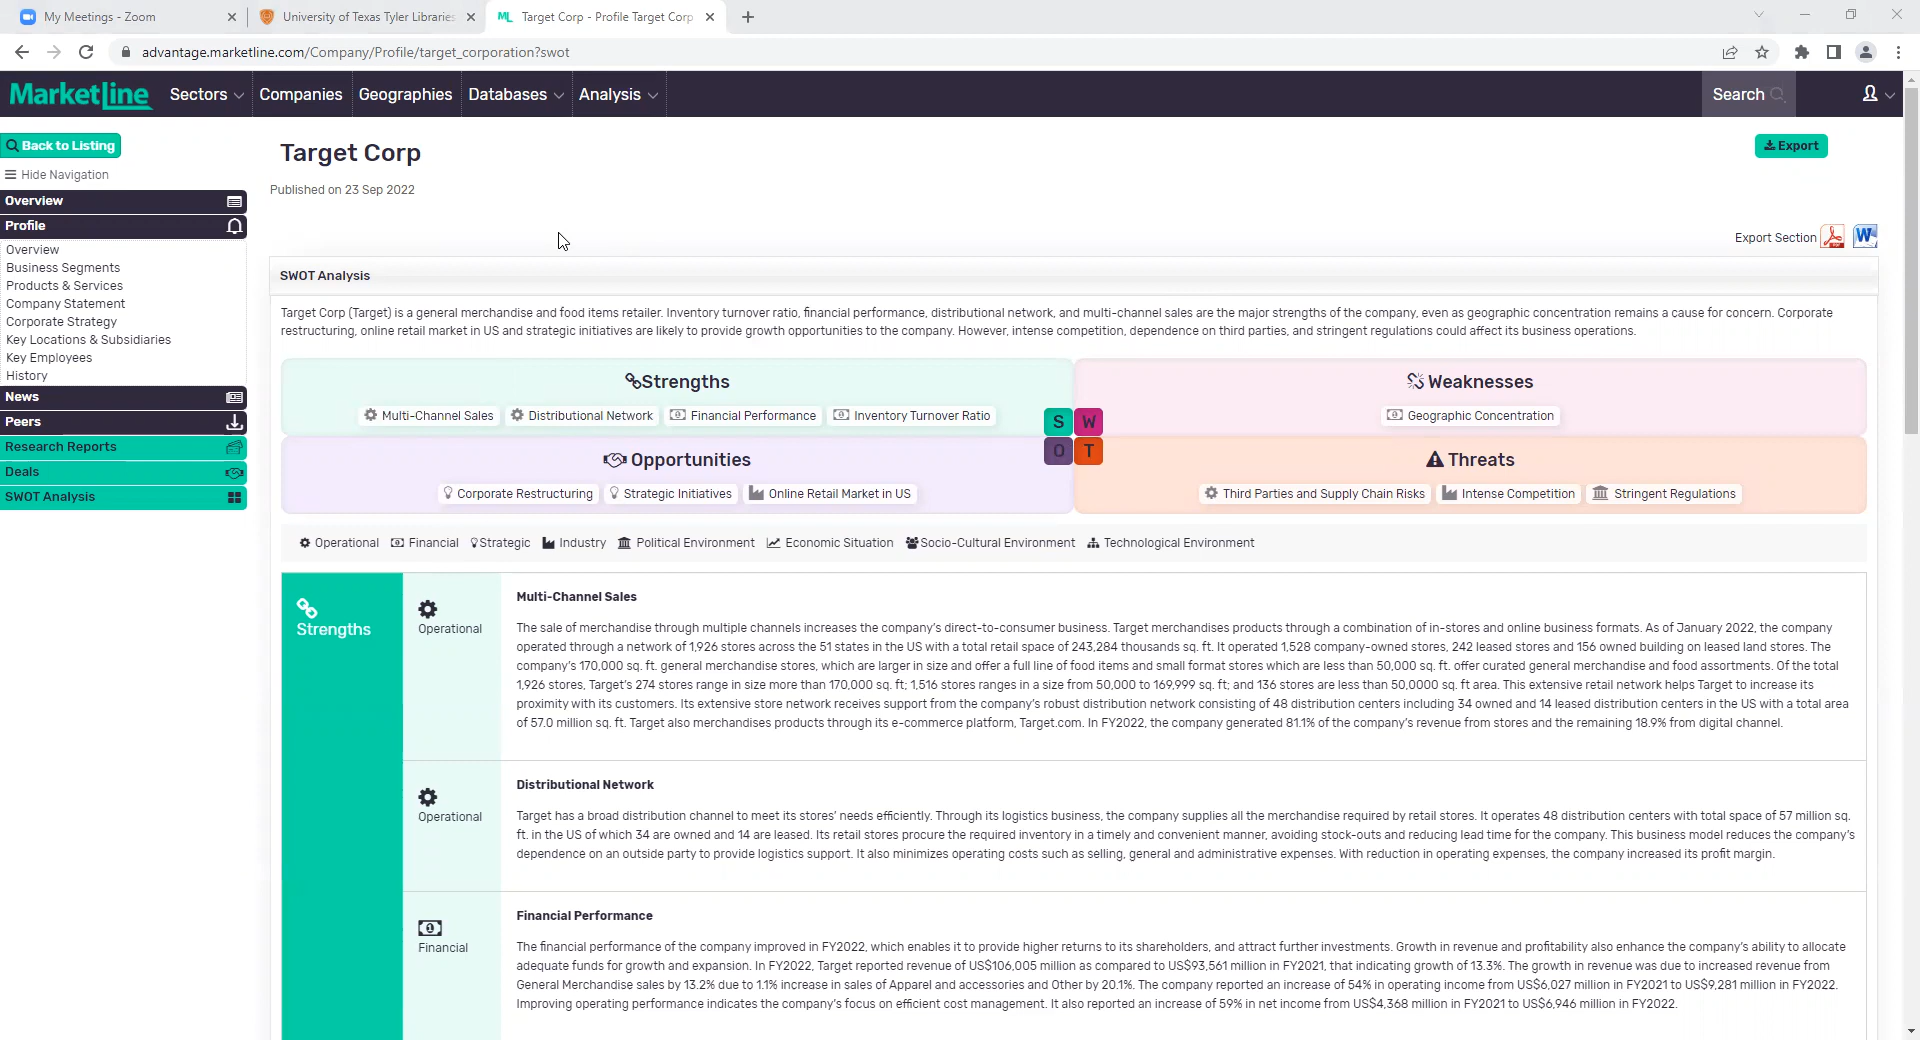 My Meetings - Zoom
University of Texas Tyler Libraries
Target Corp - Profile Target Corp
advantage.marketline.com/Company/Profile/target_corporation?swot
MarketLine Sectors Companies Geographies Databases Analysis Search
Back to Listing
Hide Navigation
Overview
Profile
Overview
Business Segments
Products & Services
Company Statement
Corporate Strategy
Key Locations & Subsidiaries
Key Employees
History
News
Peers
Research Reports
Deals
SWOT Analysis
Target Corp
Export
Published on 23 Sep 2022
Export Section
SWOT Analysis
Target Corp (Target) is a general merchandise and food items retailer. Inventory turnover ratio, financial performance, distributional network, and multi-channel sales are the major strengths of the company, even as geographic concentration remains a cause for concern. Corporate
restructuring, online retail market in US and strategic initiatives are likely to provide growth opportunities to the company. However, intense competition, dependence on third parties, and stringent regulations could affect its business operations.
Strengths
Multi-Channel Sales Distributional Network Financial Performance Inventory Turnover Ratio
Weaknesses
Geographic Concentration
S W
O T
Opportunities
Corporate Restructuring Strategic Initiatives Online Retail Market in US
Threats
Third Parties and Supply Chain Risks Intense Competition Stringent Regulations
Operational Financial Strategic Industry Political Environment Economic Situation Socio-Cultural Environment Technological Environment
Strengths
Operational
Multi-Channel Sales
The sale of merchandise through multiple channels increases the company's direct-to-consumer business. Target merchandises products through a combination of in-stores and online business formats. As of January 2022, the company
operated through a network of 1,926 stores across the 51 states in the US with a total retail space of 243,284 thousands sq. ft. It operated 1,528 company-owned stores, 242 leased stores and 156 owned building on leased land stores. The
company's 170,000 sq. ft. general merchandise stores, which are larger in size and offer a full line of food items and small format stores which are less than 50,000 sq. ft. offer curated general merchandise and food assortments. Of the total
1,926 stores, Target's 274 stores range in size more than 170,000 sq. ft; 1,516 stores ranges in a size from 50,000 to 169,999 sq. ft; and 136 stores are less than 50,0000 sq. ft area. This extensive retail network helps Target to increase its
proximity with its customers. Its extensive store network receives support from the company's robust distribution network consisting of 48 distribution centers including 34 owned and 14 leased distribution centers in the US with a total area
of 57.0 million sq. ft. Target also merchandises products through its e-commerce platform, Target.com. In FY2022, the company generated 81.1% of the company's revenue from stores and the remaining 18.9% from digital channel.
Operational
Distributional Network
Target has a broad distribution channel to meet its stores' needs efficiently. Through its logistics business, the company supplies all the merchandise required by retail stores. It operates 48 distribution centers with total space of 57 million sq.
ft. in the US of which 34 are owned and 14 are leased. Its retail stores procure the required inventory in a timely and convenient manner, avoiding stock-outs and reducing lead time for the company. This business model reduces the company's
dependence on an outside party to provide logistics support. It also minimizes operating costs such as selling, general and administrative expenses. With reduction in operating expenses, the company increased its profit margin.
Financial
Financial Performance
The financial performance of the company improved in FY2022, which enables it to provide higher returns to its shareholders, and attract further investments. Growth in revenue and profitability also enhance the company's ability to allocate
adequate funds for growth and expansion. In FY2022, Target reported revenue of US$106,005 million as compared to US$93,561 million in FY2021, that indicating growth of 13.3%. The growth in revenue was due to increased revenue from
General Merchandise sales by 13.2% due to 1.1% increase in sales of Apparel and accessories and Other by 20.1%. The company reported an increase of 54% in operating income from US$6,027 million in FY2021 to US$9,281 million in FY2022.
Improving operating performance indicates the company's focus on efficient cost management. It also reported an increase of 59% in net income from US$4,368 million in FY2021 to US$6,946 million in FY2022.